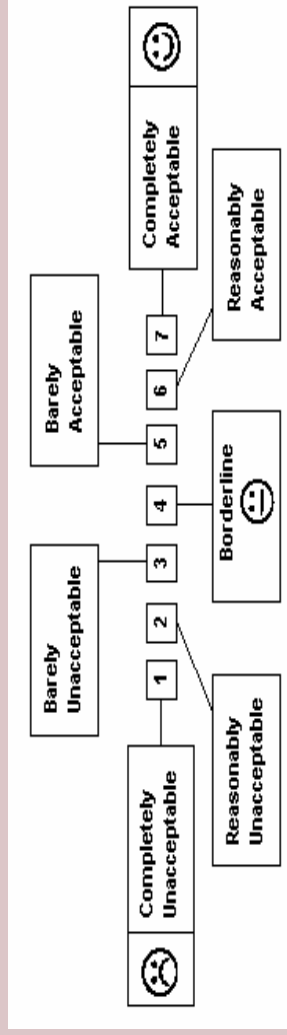 Barely
Unacceptable
Barely
Acceptable
Completely
Unacceptable
1
2
3
4
5
6
7
Completely
Acceptable
Reasonably
Unacceptable
Borderline
Reasonably
Acceptable